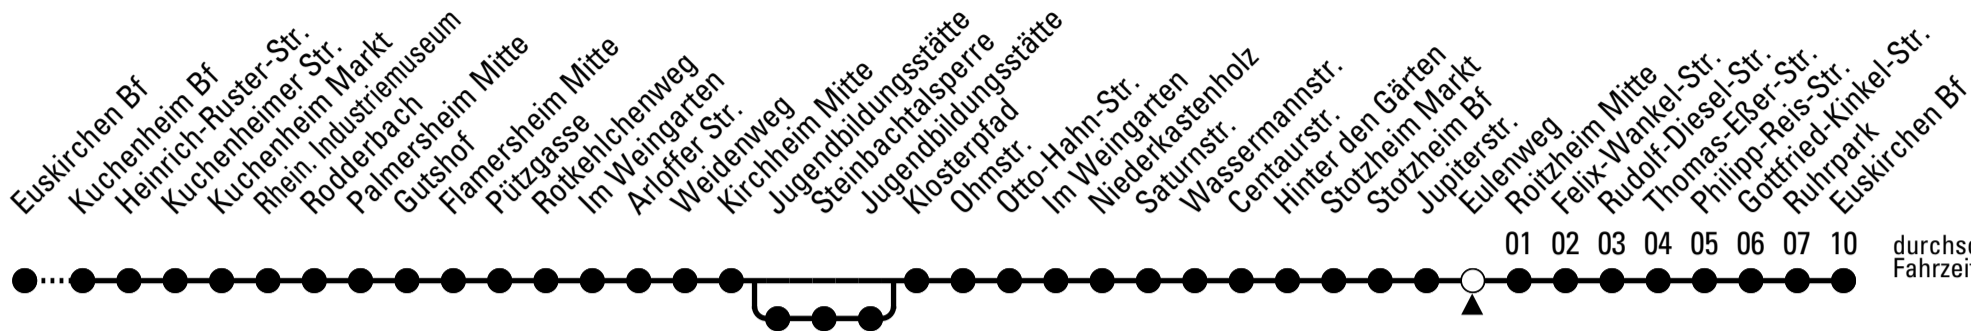 Euskirchen Bf
Kuchenheim Bf
Heinrich-Ruster-Str.
Kuchenheimer Str.
Kuchenheim Markt
Rhein. Industriemuseum
Rodderbach
Palmersheim Mitte
Gutshof
Flamersheim Mitte
Pützgasse
Rotkehlchenweg
Im Weingarten
Arloffer Str.
Weidenweg
Kirchheim Mitte
Jugendbildungsstätte
Steinbachtalsperre
Jugendbildungsstätte
Klosterpfad
Ohmstr.
Otto-Hahn-Str.
Im Weingarten
Niederkastenholz
Saturnstr.
Wassermannstr.
Centaurstr.
Hinter den Gärten
Stotzheim Markt
Stotzheim Bf
Jupiterstr.
Eulenweg
Roitzheim Mitte
Felix-Wankel-Str.
Rudolf-Diesel-Str.
Thomas-Eßer-Str.
Philipp-Reis-Str.
Gottfried-Kinkel-Str.
Ruhrpark
Euskirchen Bf
01 02 03 04 05 06 07 10